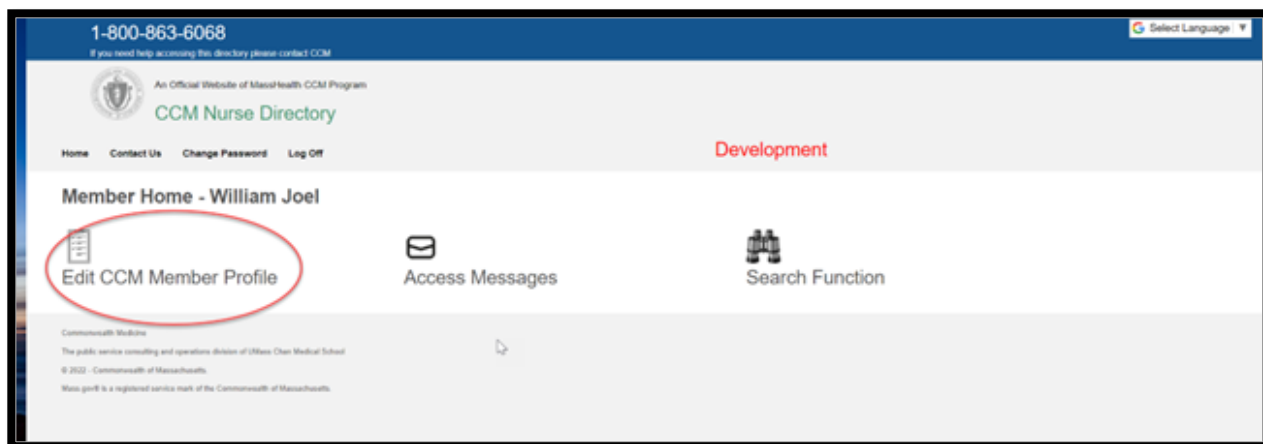 1-800-863-6068
If you need help accessing this directory please contact CCM
Select Language ▼
An Official Website of MassHealth CCM Program
CCM Nurse Directory
Home Contact Us Change Password Log Off
Development
Member Home - William Joel
Edit CCM Member Profile
Access Messages
Search Function
Commonwealth Medicine
The public service consulting and operations division of UMass Chan Medical School
© 2022 - Commonwealth of Massachusetts.
Mass.gov® is a registered service mark of the Commonwealth of Massachusetts.